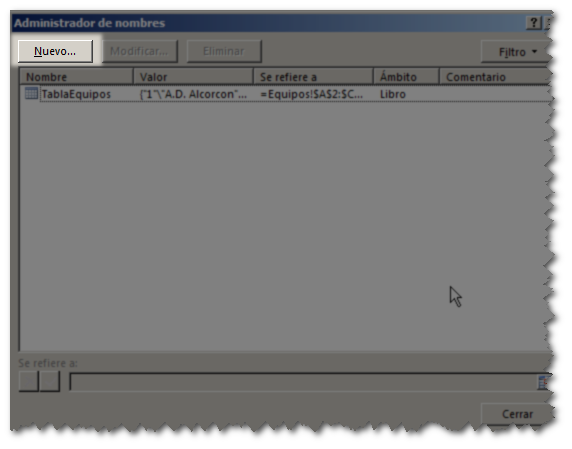 Administrador de nombres
Nuevo... Modificar... Eliminar Filtro
Nombre Valor Se refiere a Ámbito Comentario
TablaEquipos {"1"\"A.D. Alcorcon"... =Equipos!$A$2:$C... Libro
Se refiere a:
Cerrar